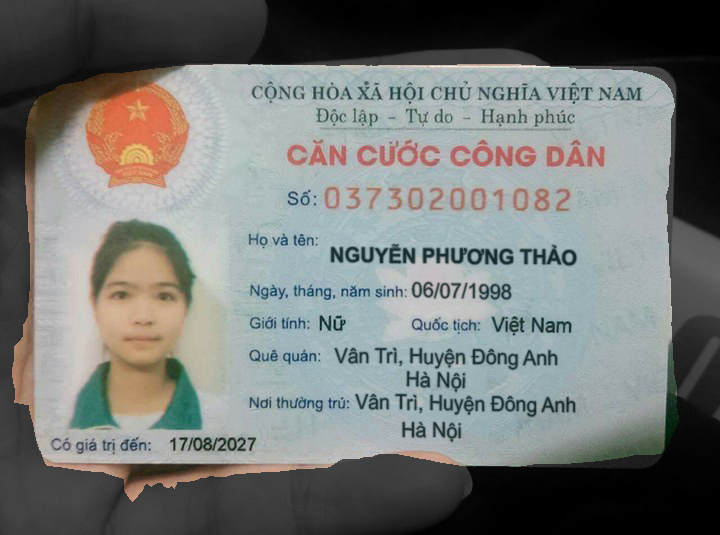 CỘNG HÒA XÃ HỘI CHỦ NGHĨA VIỆT NAM
Độc lập – Tự do – Hạnh phúc
CĂN CƯỚC CÔNG DÂN
Số: 037302001082
Họ và tên:
NGUYỄN PHƯƠNG THẢO
Ngày, tháng, năm sinh: 06/07/1998
Giới tính: Nữ Quốc tịch: Việt Nam
Quê quán: Vân Trì, Huyện Đông Anh
Hà Nội
Nơi thường trú: Vân Trì, Huyện Đông Anh
Hà Nội
Có giá trị đến: 17/08/2027